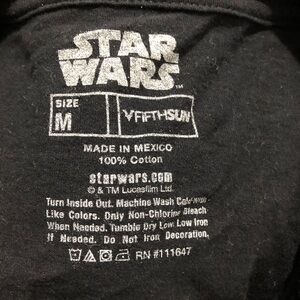 STAR
WARS
SIZE
M
FIFTHSUN
MADE IN MEXICO
100% Cotton
starwars.com
© & TM Lucasfilm Ltd.
Turn Inside Out. Machine Wash Cold With
Like Colors. Only Non-Chlorine Bleach
When Needed. Tumble Dry Low. Low Iron
If Needed. Do Not Iron Decoration.
RN #111647